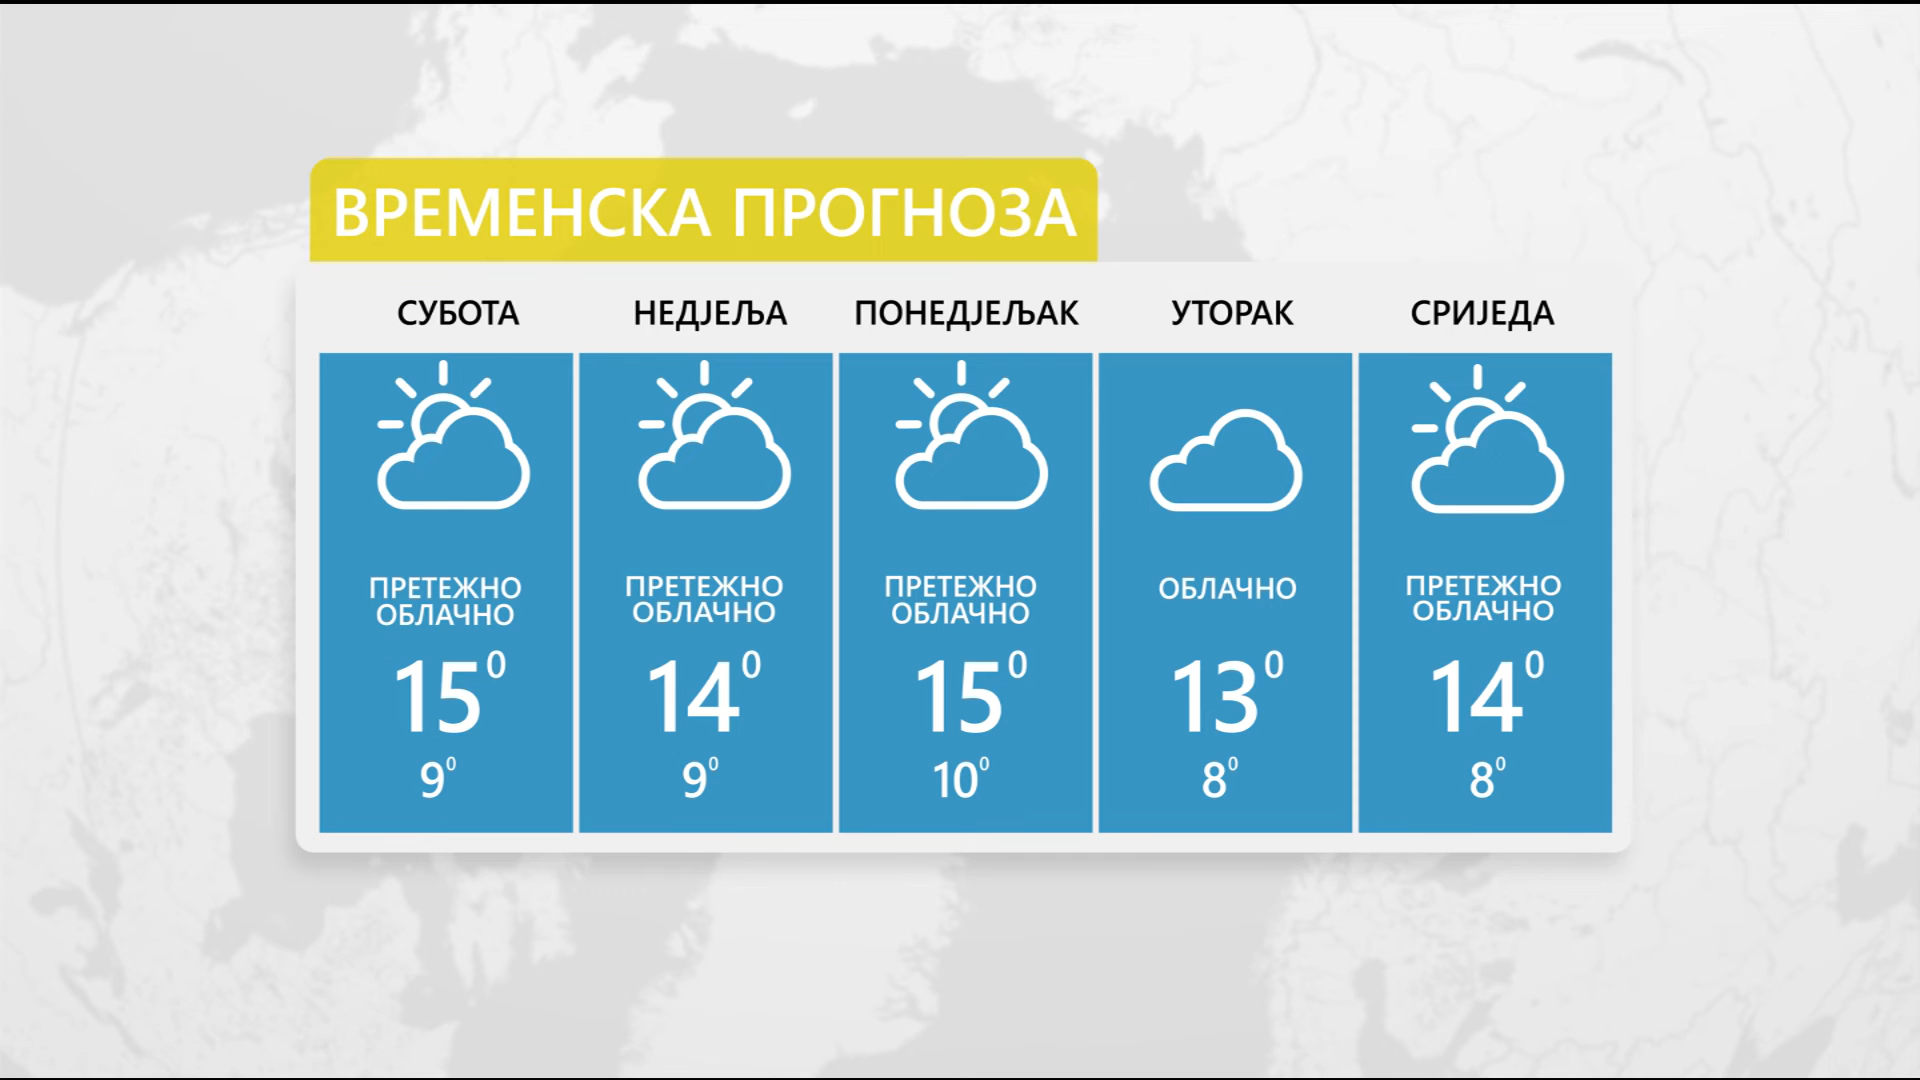 ВРЕМЕНСКА ПРОГНОЗА
СУБОТА
ПРЕТЕЖНО
ОБЛАЧНО
15⁰
9⁰
НЕДЈЕЉА
ПРЕТЕЖНО
ОБЛАЧНО
14⁰
9⁰
ПОНЕДЈЕЉАК
ПРЕТЕЖНО
ОБЛАЧНО
15⁰
10⁰
УТОРАК
ОБЛАЧНО
13⁰
8⁰
СРИЈЕДА
ПРЕТЕЖНО
ОБЛАЧНО
14⁰
8⁰